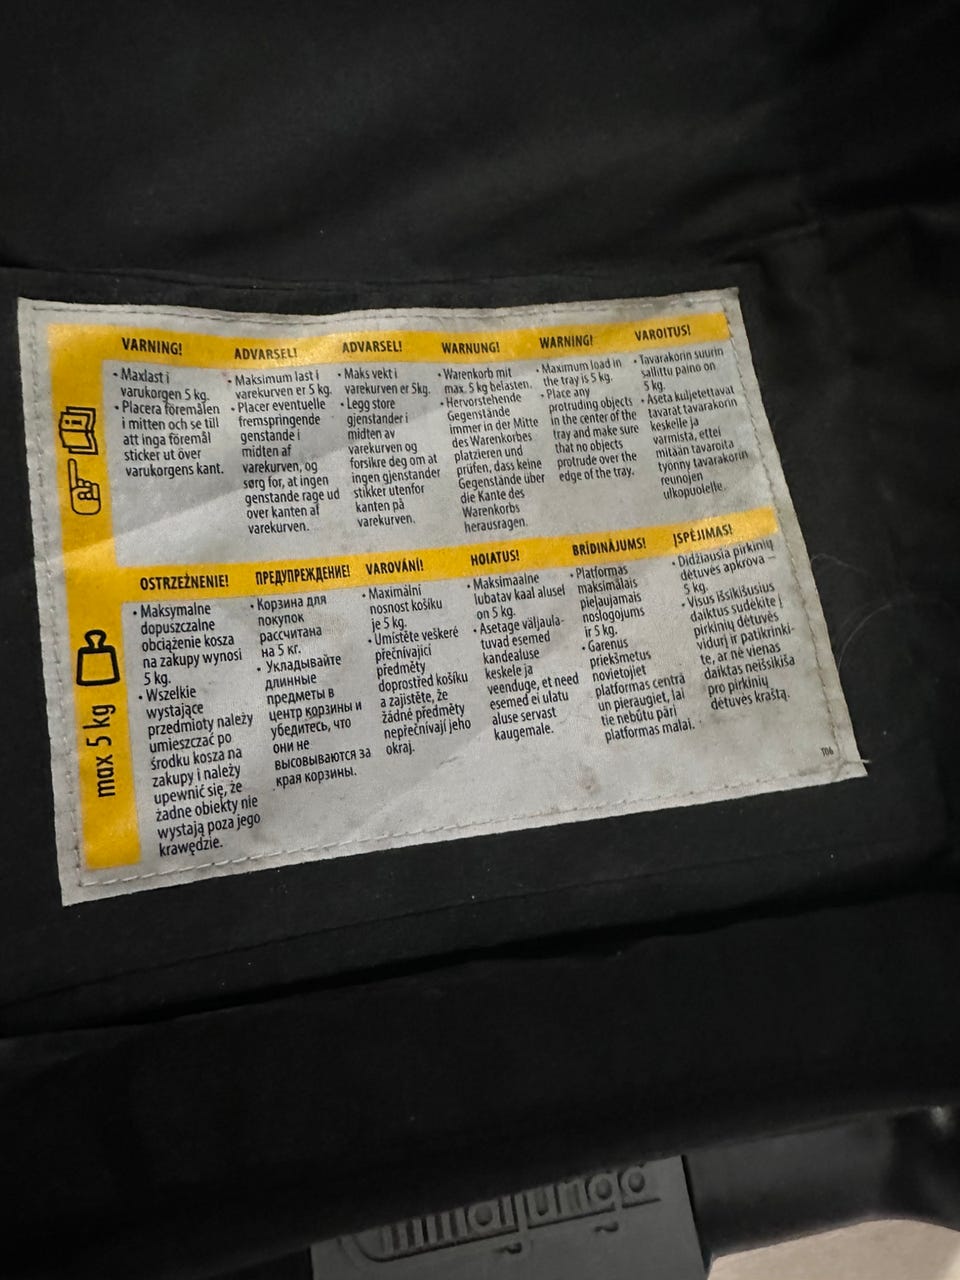 VARNING!
• Maxlast i
varukorgen 5 kg.
• Placera föremålen
i mitten och se till
att inga föremål
sticker ut över
varukorgens kant.
ADVARSEL!
• Maksimum last i
varekurven er 5 kg.
• Placer eventuelle
fremspringende
genstande i
midten af
varekurven, og
sørg for, at ingen
genstande rage ud
over kanten af
varekurven.
ADVARSEL!
• Maks vekt i
varekurven er 5kg.
• Legg store
gjenstander i
midten av
varekurven og
forsikre deg om at
ingen gjenstander
stikker utenfor
kanten på
varekurven.
WARNUNG!
• Warenkorb mit
max. 5 kg belasten.
• Hervorstehende
Gegenstände
immer in der Mitte
des Warenkorbes
platzieren und
prüfen, dass keine
Gegenstände über
die Kante des
Warenkorbs
herausragen.
WARNING!
• Maximum load in
the tray is 5 kg.
• Place any
protruding objects
in the center of the
tray and make sure
that no objects
protrude over the
edge of the tray.
VAROITUS!
• Tavarakorin suurin
sallittu paino on
5 kg.
• Aseta kuljetettavat
tavarat tavarakorin
keskelle ja
varmista, ettei
mitään tavaroita
työnny tavarakorin
reunojen
ulkopuolelle.
max 5 kg
OSTRZEŻNENIE!
• Maksymalne
dopuszczalne
obciążenie kosza
na zakupy wynosi
5 kg.
• Wszelkie
wystające
przedmioty należy
umieszczać po
środku kosza na
zakupy i należy
upewnić się, że
żadne obiekty nie
wystają poza jego
krawędzie.
ПРЕДУПРЕЖДЕНИЕ!
• Корзина для
покупок
рассчитана
на 5 кг.
• Укладывайте
длинные
предметы в
центр корзины и
убедитесь, что
они не
высовываются за
края корзины.
VAROVÁNÍ!
• Maximální
nosnost košíku
je 5 kg.
• Umístěte veškeré
přečnívající
předměty
doprostřed košíku
a zajistěte, že
žádné předměty
nepřečnívají jeho
okraj.
HOIATUS!
• Maksimaalne
lubatav kaal alusel
on 5 kg.
• Asetage väljaula-
tuvad esemed
kandealuse
keskele ja
veenduge, et need
esemed ei ulatu
aluse servast
kaugemale.
BRĪDINĀJUMS!
• Platformas
maksimālais
pieļaujamais
noslogojums
ir 5 kg.
• Garenus
priekšmetus
novietojiet
platformas centrā
un pieraugiet, lai
tie nebūtu pāri
platformas malai.
ĮSPĖJIMAS!
• Didžiausia pirkinių
dėtuvės apkrova –
5 kg.
• Visus išsikišusius
daiktus sudėkite į
pirkinių dėtuvės
vidurį ir patikrinki-
te, ar nė vienas
daiktas neišsikiša
pro pirkinių
dėtuvės kraštą.
T06
Emmaljunga